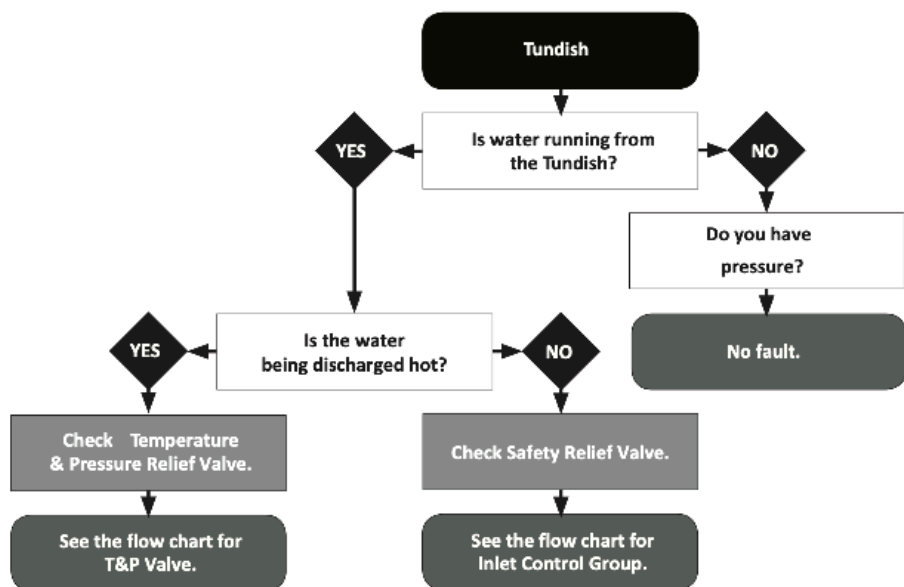 Tundish
Is water running from
the Tundish?
YES
NO
Do you have
pressure?
No fault.
Is the water
being discharged hot?
YES
NO
Check Temperature
& Pressure Relief Valve.
Check Safety Relief Valve.
See the flow chart for
T&P Valve.
See the flow chart for
Inlet Control Group.